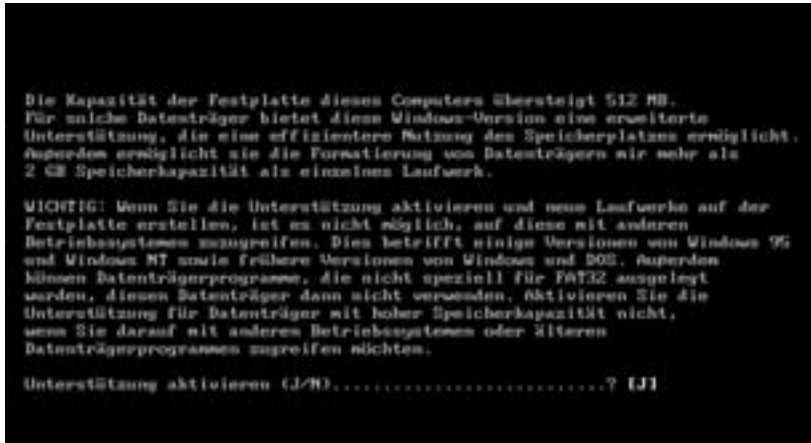 Die Kapazität der Festplatte dieses Computers übersteigt 512 MB.
Für solche Datenträger bietet diese Windows-Version eine erweiterte
Unterstützung, die eine effizientere Nutzung des Speicherplatzes ermöglicht.
Außerdem ermöglicht sie die Formatierung von Datenträgern mir mehr als
2 GB Speicherkapazität als einzelnes Laufwerk.
WICHTIG: Wenn Sie die Unterstützung aktivieren und neue Laufwerke auf der
Festplatte erstellen, ist es nicht möglich, auf diese mit anderen
Betriebssystemen zuzugreifen. Dies betrifft einige Versionen von Windows 95
und Windows NT sowie frühere Versionen von Windows und DOS. Außerdem
können Datenträgerprogramme, die nicht speziell für FAT32 ausgelegt
wurden, diesen Datenträger dann nicht verwenden. Aktivieren Sie die
Unterstützung für Datenträger mit hoher Speicherkapazität nicht,
wenn Sie darauf mit anderen Betriebssystemen oder älteren
Datenträgerprogrammen zugreifen möchten.
Unterstützung aktivieren (J/N)...........................? [J]